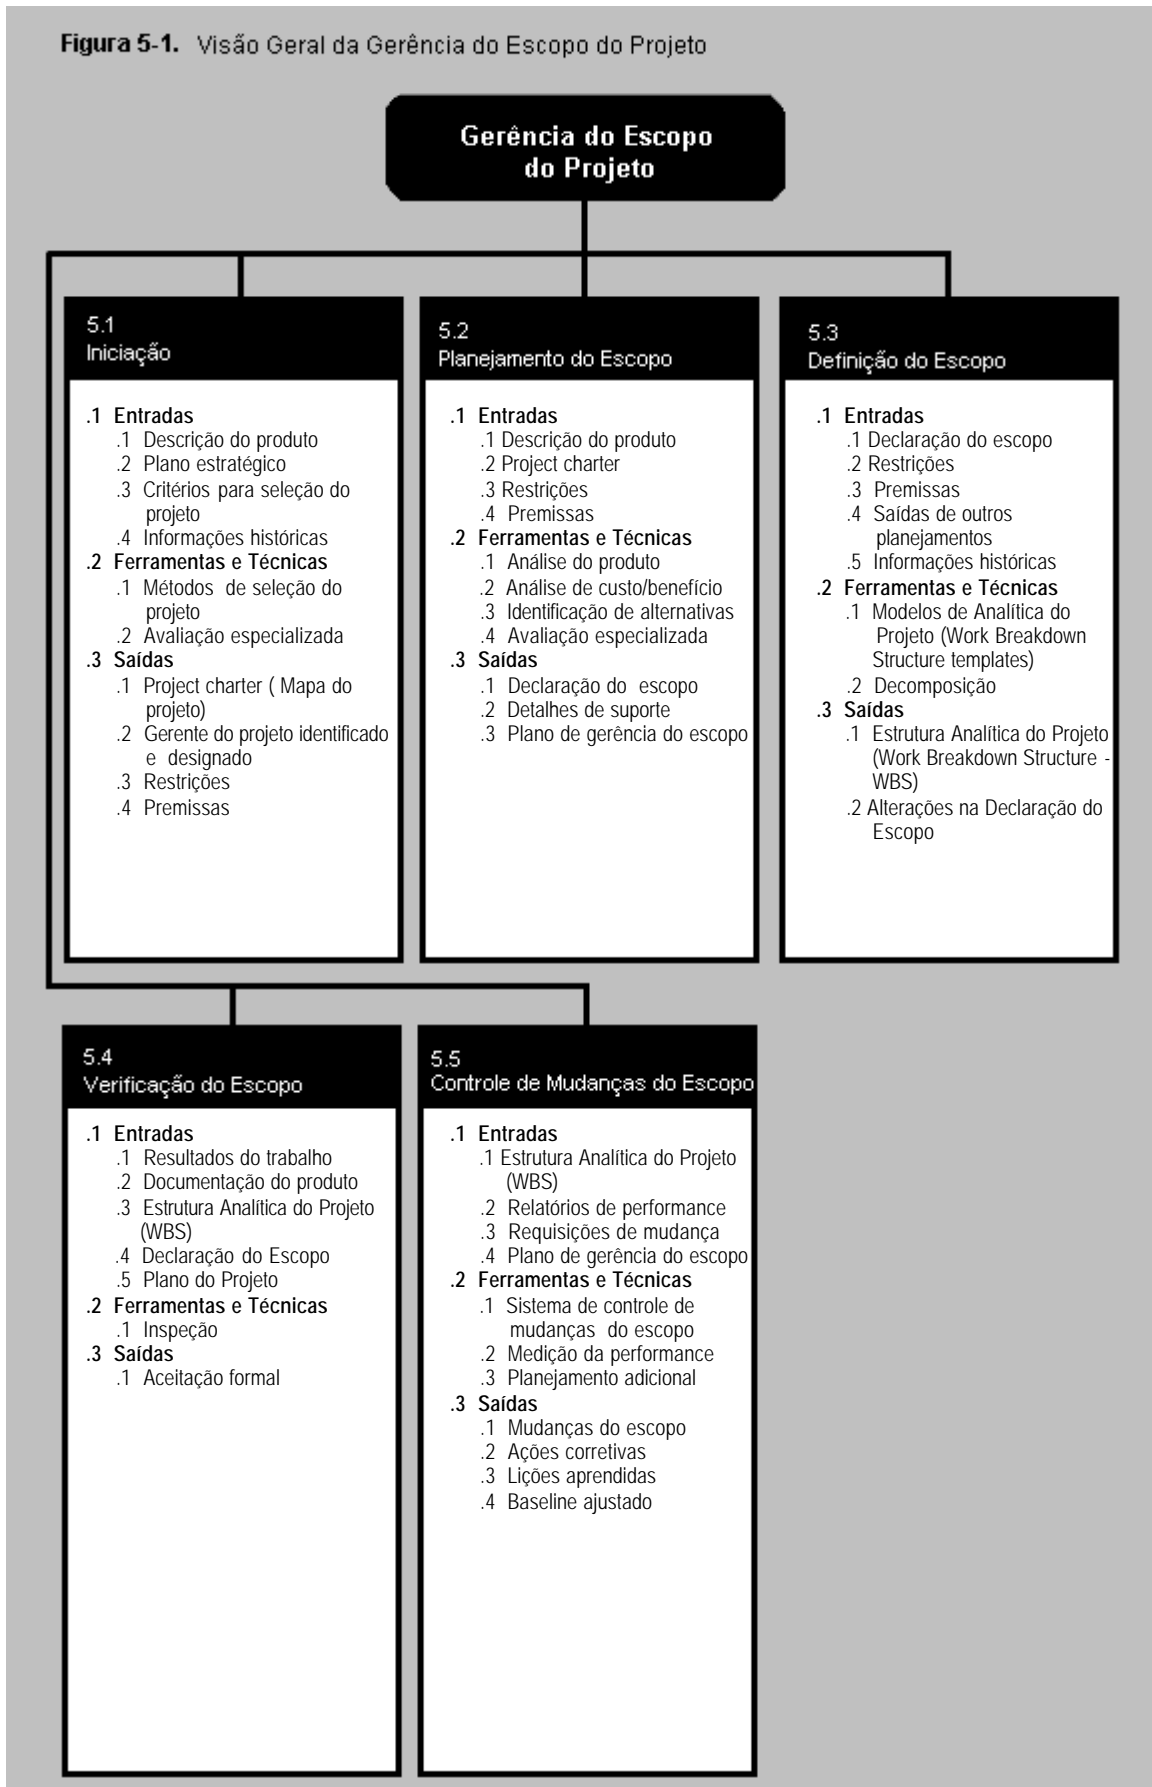 Figura 5-1. Visão Geral da Gerência do Escopo do Projeto
Gerência do Escopo
do Projeto
5.1
Iniciação
.1 Entradas
.1 Descrição do produto
.2 Plano estratégico
.3 Critérios para seleção do
projeto
.4 Informações históricas
.2 Ferramentas e Técnicas
.1 Métodos de seleção do
projeto
.2 Avaliação especializada
.3 Saídas
.1 Project charter ( Mapa do
projeto)
.2 Gerente do projeto identificado
e designado
.3 Restrições
.4 Premissas
5.2
Planejamento do Escopo
.1 Entradas
.1 Descrição do produto
.2 Project charter
.3 Restrições
.4 Premissas
.2 Ferramentas e Técnicas
.1 Análise do produto
.2 Análise de custo/benefício
.3 Identificação de alternativas
.4 Avaliação especializada
.3 Saídas
.1 Declaração do escopo
.2 Detalhes de suporte
.3 Plano de gerência do escopo
5.3
Definição do Escopo
.1 Entradas
.1 Declaração do escopo
.2 Restrições
.3 Premissas
.4 Saídas de outros
planejamentos
.5 Informações históricas
.2 Ferramentas e Técnicas
.1 Modelos de Analítica do
Projeto (Work Breakdown
Structure templates)
.2 Decomposição
.3 Saídas
.1 Estrutura Analítica do Projeto
(Work Breakdown Structure -
WBS)
.2 Alterações na Declaração do
Escopo
5.4
Verificação do Escopo
.1 Entradas
.1 Resultados do trabalho
.2 Documentação do produto
.3 Estrutura Analítica do Projeto
(WBS)
.4 Declaração do Escopo
.5 Plano do Projeto
.2 Ferramentas e Técnicas
.1 Inspeção
.3 Saídas
.1 Aceitação formal
5.5
Controle de Mudanças do Escopo
.1 Entradas
.1 Estrutura Analítica do Projeto
(WBS)
.2 Relatórios de performance
.3 Requisições de mudança
.4 Plano de gerência do escopo
.2 Ferramentas e Técnicas
.1 Sistema de controle de
mudanças do escopo
.2 Medição da performance
.3 Planejamento adicional
.3 Saídas
.1 Mudanças do escopo
.2 Ações corretivas
.3 Lições aprendidas
.4 Baseline ajustado